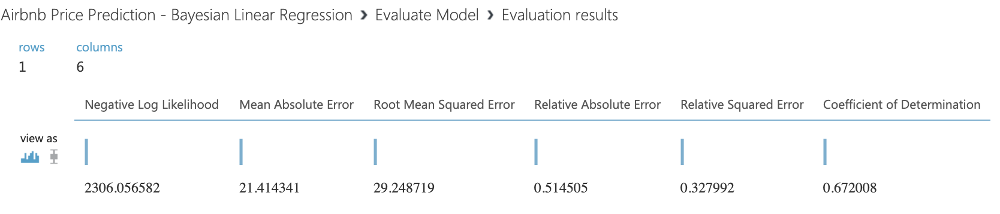 Airbnb Price Prediction - Bayesian Linear Regression › Evaluate Model › Evaluation results
rows columns
1 6
Negative Log Likelihood Mean Absolute Error Root Mean Squared Error Relative Absolute Error Relative Squared Error Coefficient of Determination
view as
2306.056582 21.414341 29.248719 0.514505 0.327992 0.672008